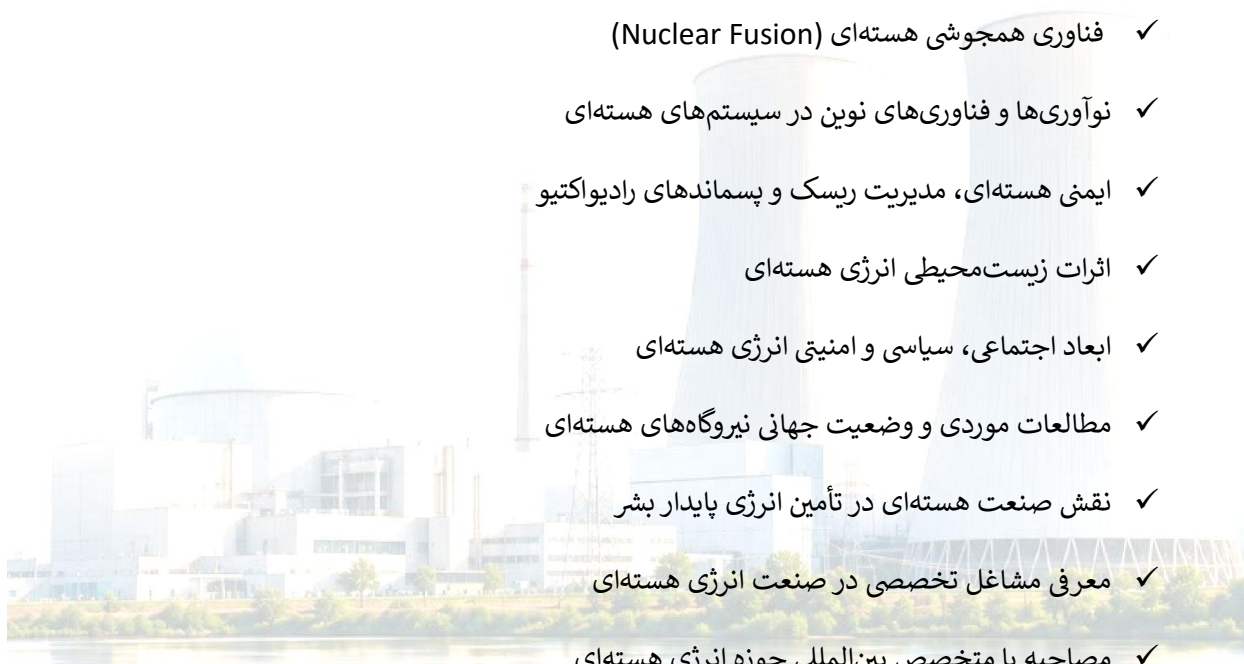 ✓ فناوری همجوشی هسته‌ای (Nuclear Fusion)
✓ نوآوری‌ها و فناوری‌های نوین در سیستم‌های هسته‌ای
✓ ایمنی هسته‌ای، مدیریت ریسک و پسماندهای رادیواکتیو
✓ اثرات زیست‌محیطی انرژی هسته‌ای
✓ ابعاد اجتماعی، سیاسی و امنیتی انرژی هسته‌ای
✓ مطالعات موردی و وضعیت جهانی نیروگاه‌های هسته‌ای
✓ نقش صنعت هسته‌ای در تأمین انرژی پایدار بشر
✓ معرفی مشاغل تخصصی در صنعت انرژی هسته‌ای
✓ مصاحبه با متخصص بین‌المللی حوزه انرژی هسته‌ای